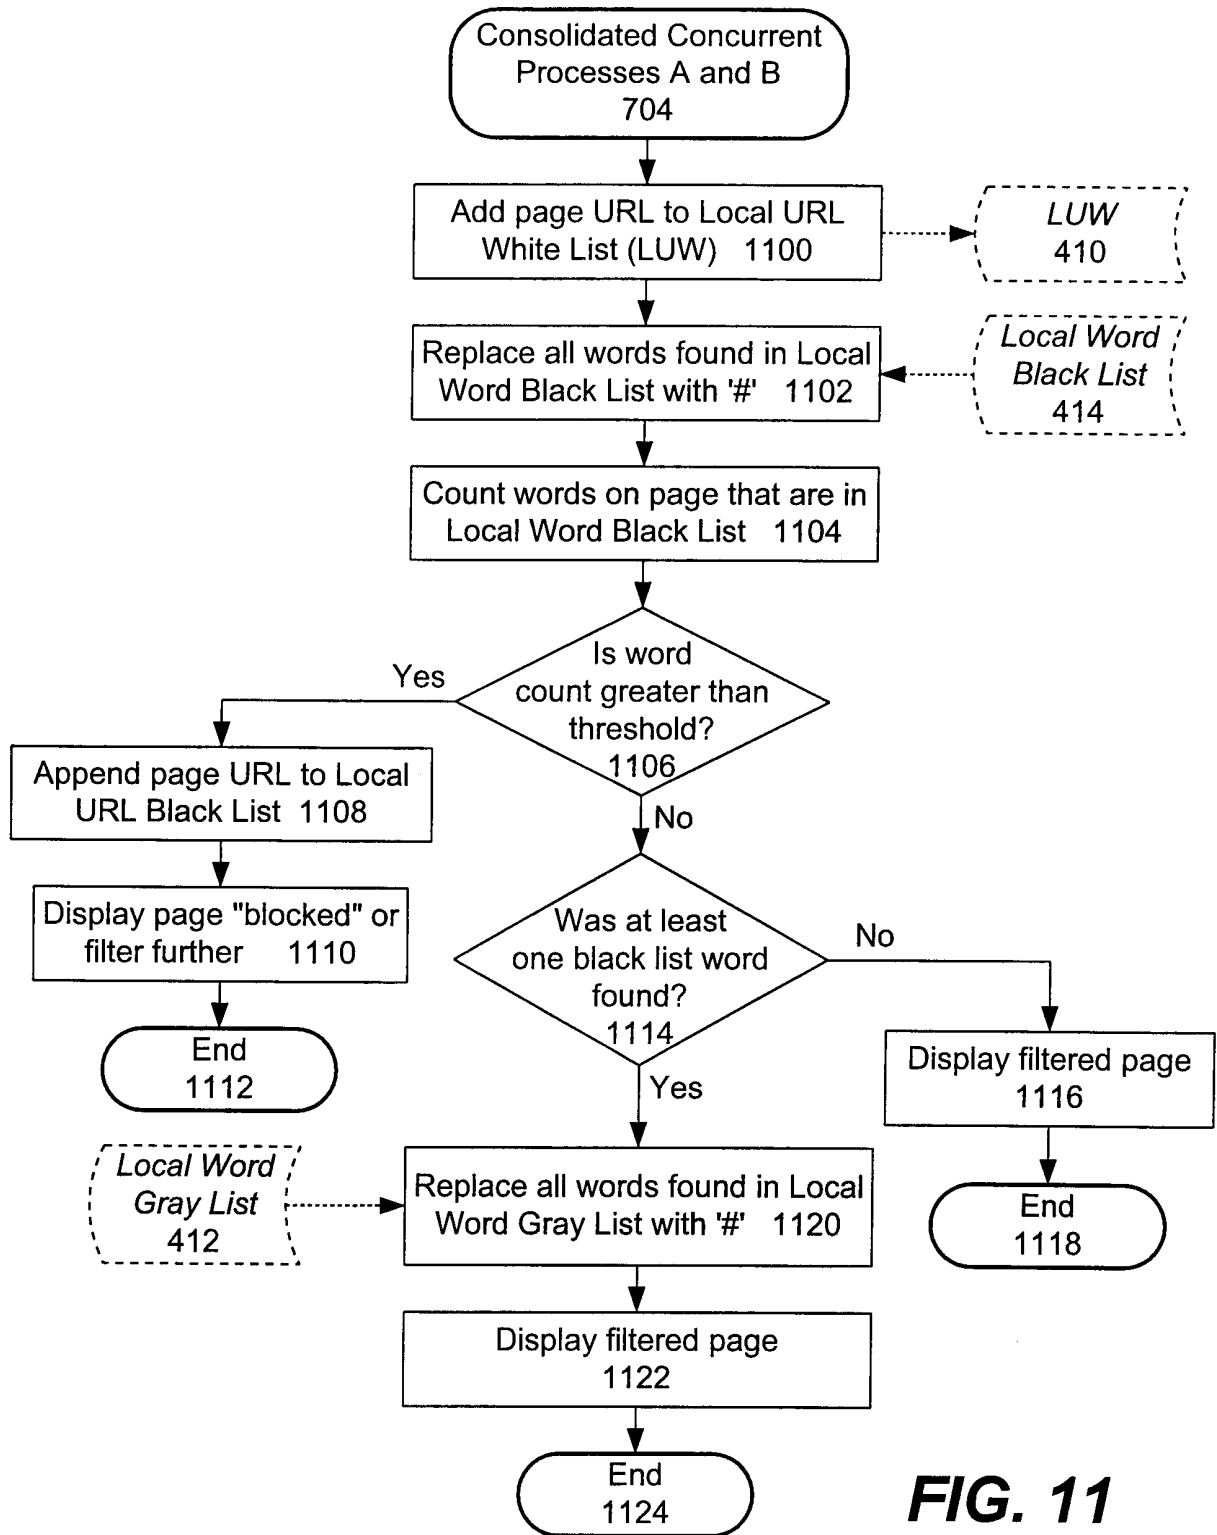 Consolidated Concurrent
Processes A and B
704
Add page URL to Local URL
White List (LUW) 1100
LUW
410
Replace all words found in Local
Word Black List with '#' 1102
Local Word
Black List
414
Count words on page that are in
Local Word Black List 1104
Is word
count greater than
threshold?
1106
Yes
No
Append page URL to Local
URL Black List 1108
Display page "blocked" or
filter further 1110
End
1112
Was at least
one black list word
found?
1114
No
Yes
Display filtered page
1116
End
1118
Local Word
Gray List
412
Replace all words found in Local
Word Gray List with '#' 1120
Display filtered page
1122
End
1124
FIG. 11